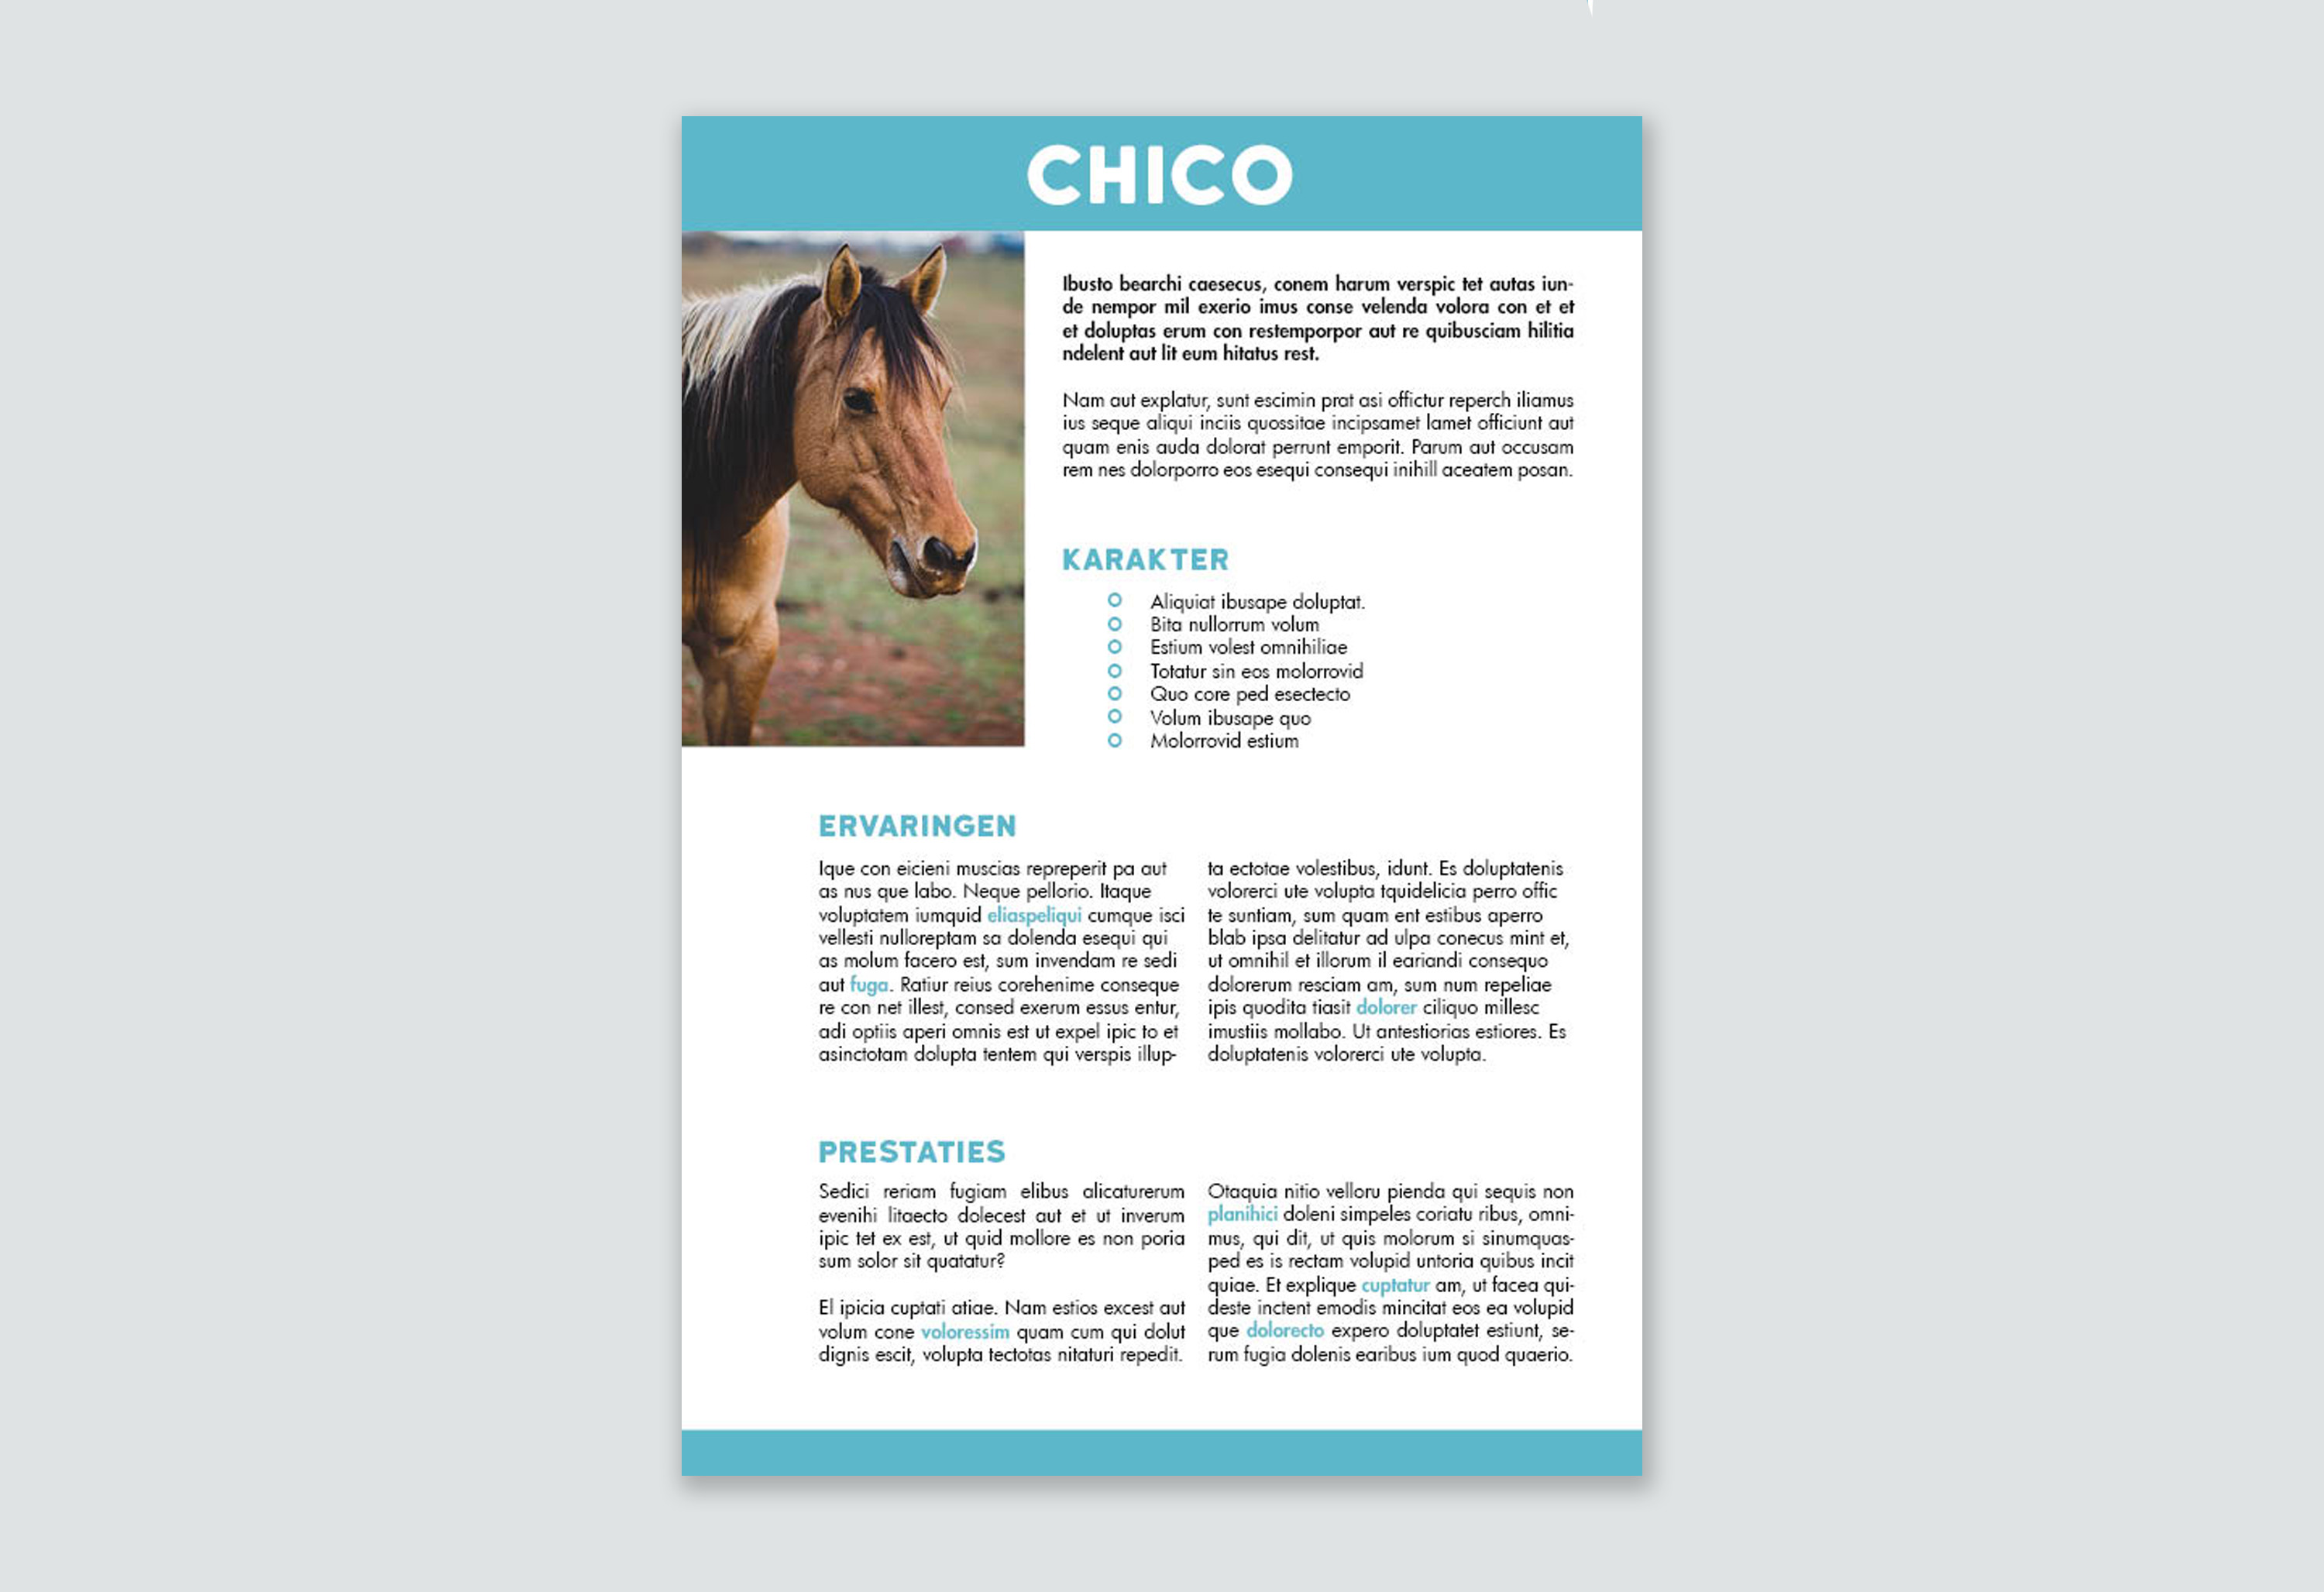 CHICO
Ibusto bearchi caesecus, conem harum verspic tet autas iun-
de nempor mil exerio imus conse velenda volora con et et
et doluptas erum con restemporpor aut re quibusciam hilitia
ndelent aut lit eum hitatus rest.
Nam aut explatur, sunt escimin prat asi offictur reperch iliamus
ius seque aliqui inciis quossitae incipsamet lamet officiunt aut
quam enis auda dolorat perrunt emporit. Parum aut occusam
rem nes dolorporro eos esequi consequi inihill aceatem posan.
KARAKTER
Aliquiat ibusape doluptat.
Bita nullorrum volum
Estium volest omnihiliae
Totatur sin eos molorrovid
Quo core ped esectecto
Volum ibusape quo
Molorrovid estium
ERVARINGEN
Ique con eicieni muscias repreperit pa aut
as nus que labo. Neque pellorio. Itaque
voluptatem iumquid eliaspeliqui cumque isci
vellesti nulloreptam sa dolenda esequi qui
as molum facero est, sum invendam re sedi
aut fuga. Ratiur reius corehenime conseque
re con net illest, consed exerum essus entur,
adi optiis aperi omnis est ut expel ipic to et
asinctotam dolupta tentem qui verspis illup-
ta ectotae volestibus, idunt. Es doluptatenis
volorerci ute volupta tquidelicia perro offic
te suntiam, sum quam ent estibus aperro
blab ipsa delitatur ad ulpa conecus mint et,
ut omnihil et illorum il eariandi consequo
dolorerum resciam am, sum num repeliae
ipis quodita tiasit dolorer ciliquo millesc
imustiis mollabo. Ut antestiorias estiores. Es
doluptatenis volorerci ute volupta.
PRESTATIES
Sedici reriam fugiam elibus alicaturerum
evenihi litaecto dolecest aut et ut inverum
ipic tet ex est, ut quid mollore es non poria
sum solor sit quatatur?
El ipicia cuptati atiae. Nam estios excest aut
volum cone voloressim quam cum qui dolut
dignis escit, volupta tectotas nitaturi repedit.
Otaquia nitio velloru pienda qui sequis non
planihici doleni simpeles coriatu ribus, omni-
mus, qui dit, ut quis molorum si sinumquas-
ped es is rectam volupid untoria quibus incit
quiae. Et explique cuptatur am, ut facea qui-
deste inctent emodis mincitat eos ea volupid
que dolorecto expero doluptatet estiunt, se-
rum fugia dolenis earibus ium quod quaerio.